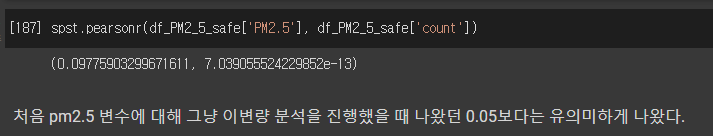 [187] spst.pearsonr(df_PM2_5_safe['PM2.5'], df_PM2_5_safe['count'])
(0.09775903299671611, 7.039055524229852e-13)
처음 pm2.5 변수에 대해 그냥 이변량 분석을 진행했을 때 나왔던 0.05보다는 유의미하게 나왔다.